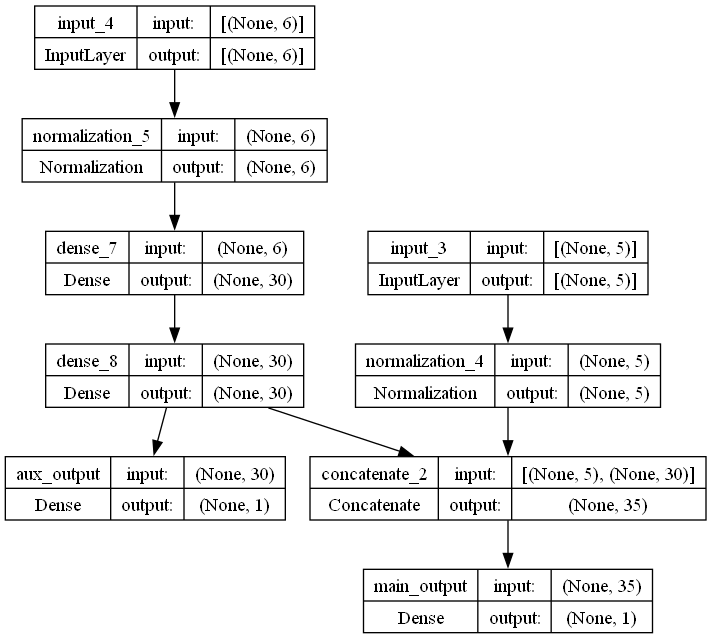 input_4 input: [(None, 6)]
InputLayer output: [(None, 6)]
normalization_5 input: (None, 6)
Normalization output: (None, 6)
dense_7 input: (None, 6)
Dense output: (None, 30)
input_3 input: [(None, 5)]
InputLayer output: [(None, 5)]
dense_8 input: (None, 30)
Dense output: (None, 30)
normalization_4 input: (None, 5)
Normalization output: (None, 5)
aux_output input: (None, 30)
Dense output: (None, 1)
concatenate_2 input: [(None, 5), (None, 30)]
Concatenate output: (None, 35)
main_output input: (None, 35)
Dense output: (None, 1)